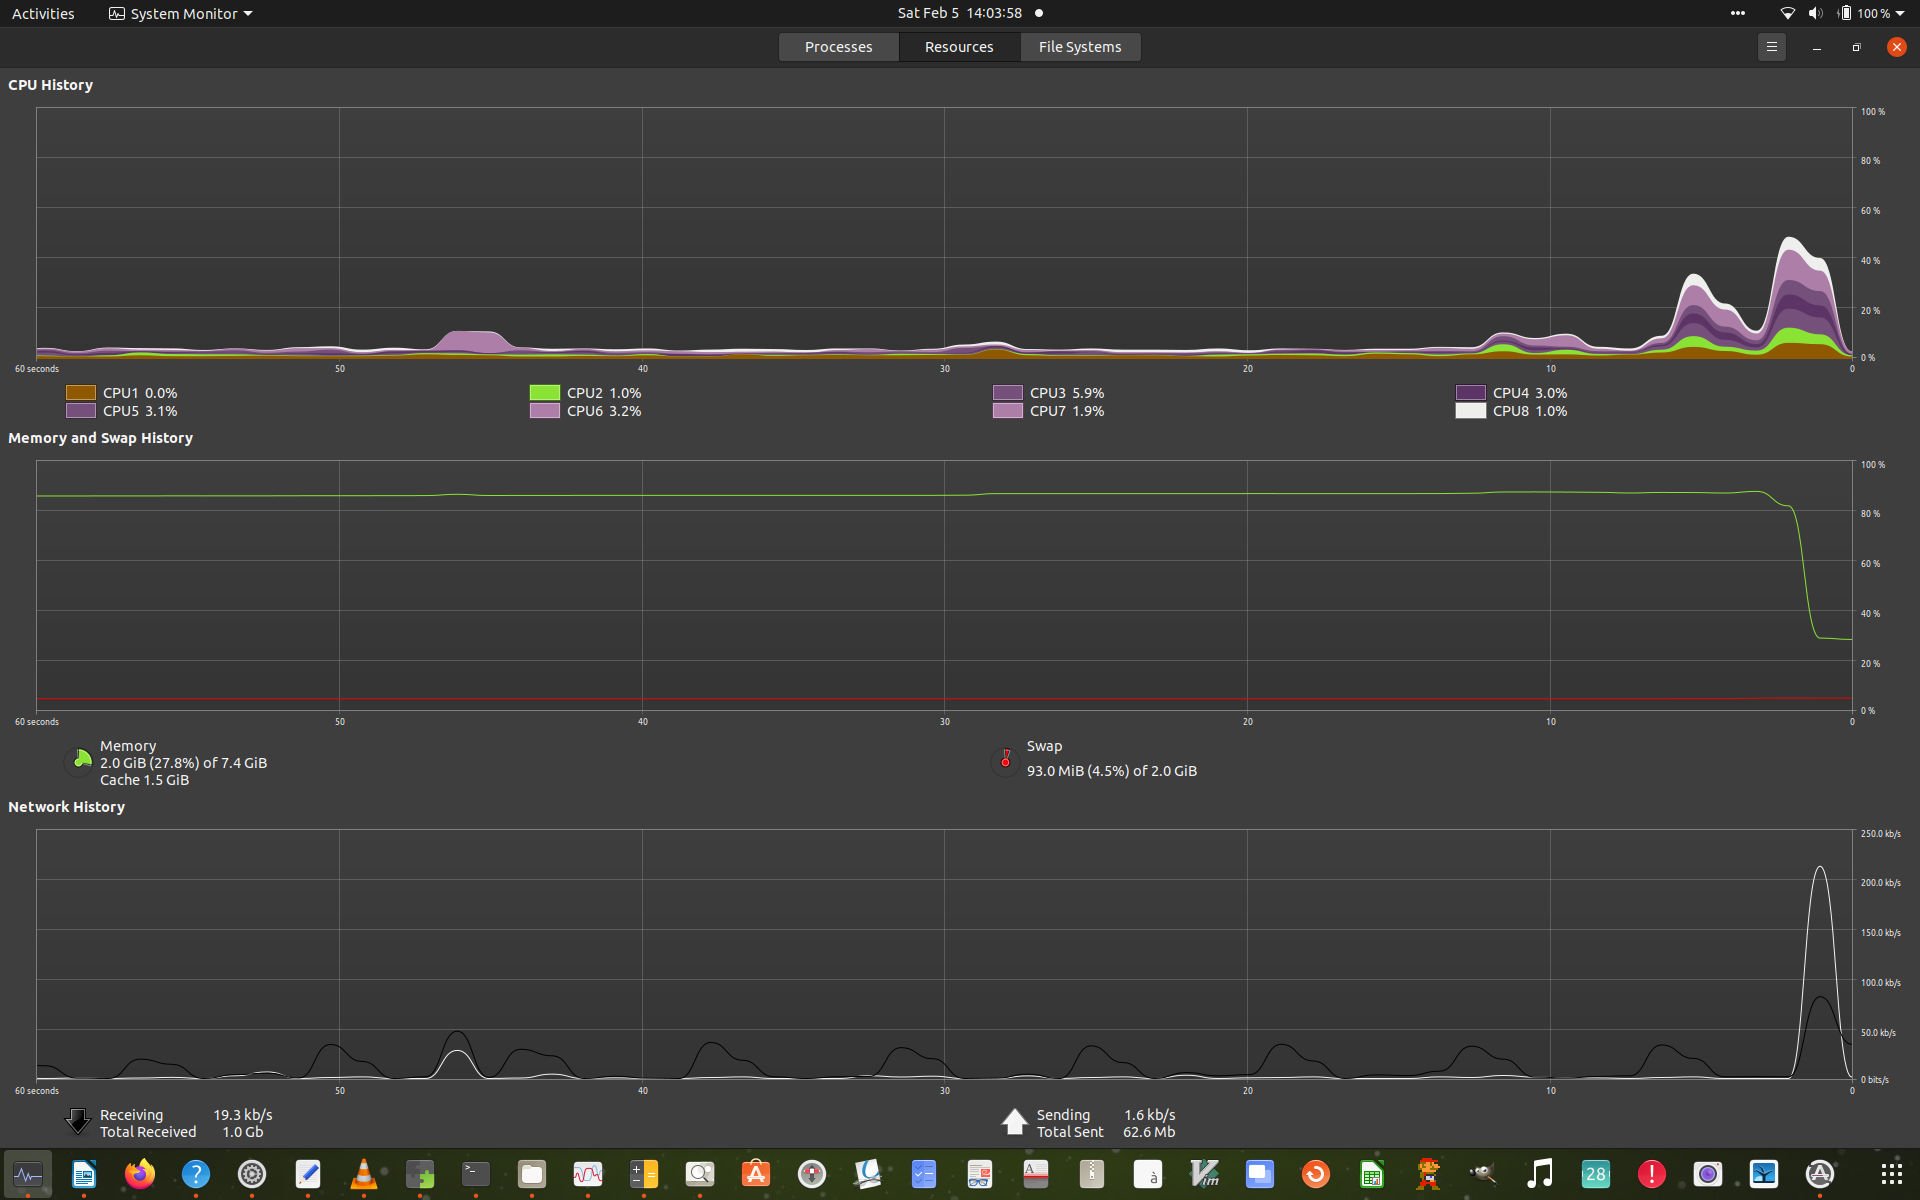 Activities System Monitor Sat Feb 5 14:03:58 100 %
Processes Resources File Systems
CPU History
100 %
80 %
60 %
40 %
20 %
0 %
60 seconds 50 40 30 20 10 0
CPU1 0.0% CPU2 1.0% CPU3 5.9% CPU4 3.0%
CPU5 3.1% CPU6 3.2% CPU7 1.9% CPU8 1.0%
Memory and Swap History
100 %
80 %
60 %
40 %
20 %
0 %
60 seconds 50 40 30 20 10 0
Memory Swap
2.0 GiB (27.8%) of 7.4 GiB 93.0 MiB (4.5%) of 2.0 GiB
Cache 1.5 GiB
Network History
250.0 kb/s
200.0 kb/s
150.0 kb/s
100.0 kb/s
50.0 kb/s
0 bits/s
60 seconds 50 40 30 20 10 0
Receiving 19.3 kb/s Sending 1.6 kb/s
Total Received 1.0 Gb Total Sent 62.6 Mb
? >_ A à Vim 28 !